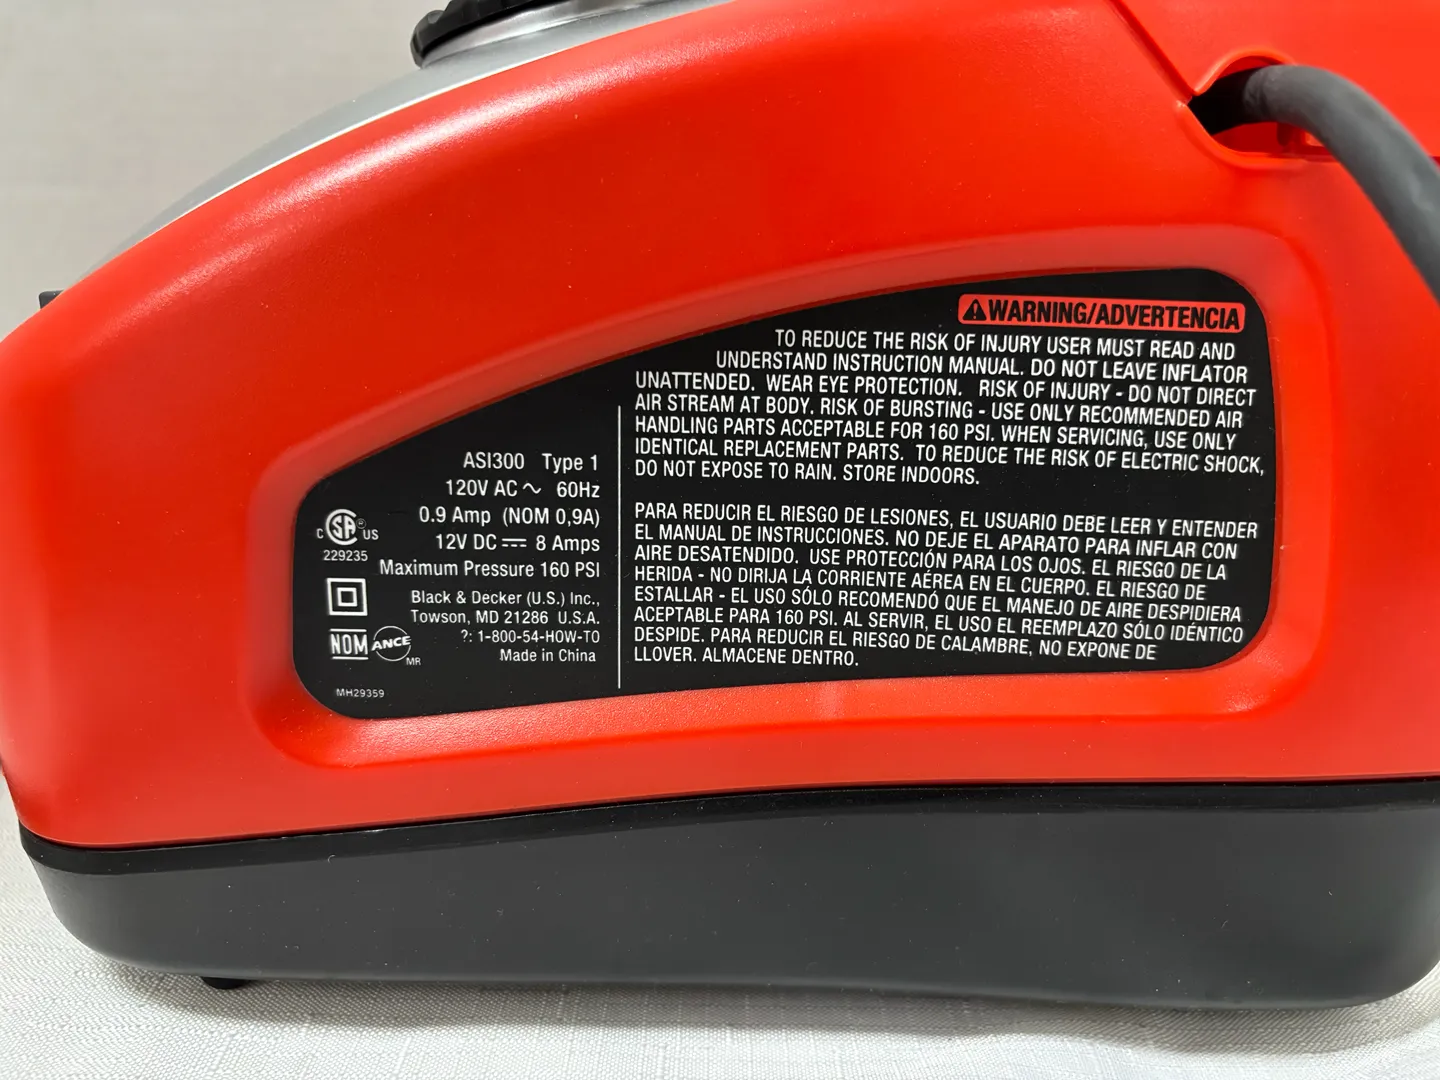 ⚠WARNING/ADVERTENCIA
TO REDUCE THE RISK OF INJURY USER MUST READ AND
UNDERSTAND INSTRUCTION MANUAL. DO NOT LEAVE INFLATOR
UNATTENDED. WEAR EYE PROTECTION. RISK OF INJURY - DO NOT DIRECT
AIR STREAM AT BODY. RISK OF BURSTING - USE ONLY RECOMMENDED AIR
HANDLING PARTS ACCEPTABLE FOR 160 PSI. WHEN SERVICING, USE ONLY
IDENTICAL REPLACEMENT PARTS. TO REDUCE THE RISK OF ELECTRIC SHOCK,
DO NOT EXPOSE TO RAIN. STORE INDOORS.
PARA REDUCIR EL RIESGO DE LESIONES, EL USUARIO DEBE LEER Y ENTENDER
EL MANUAL DE INSTRUCCIONES. NO DEJE EL APARATO PARA INFLAR CON
AIRE DESATENDIDO. USE PROTECCIÓN PARA LOS OJOS. EL RIESGO DE LA
HERIDA - NO DIRIJA LA CORRIENTE AÉREA EN EL CUERPO. EL RIESGO DE
ESTALLAR - EL USO SÓLO RECOMENDÓ QUE EL MANEJO DE AIRE DESPIDIERA
ACEPTABLE PARA 160 PSI. AL SERVIR, EL USO EL REEMPLAZO SÓLO IDÉNTICO
DESPIDE. PARA REDUCIR EL RIESGO DE CALAMBRE, NO EXPONE DE
LLOVER. ALMACENE DENTRO.
ASI300 Type 1
120V AC ~ 60Hz
0.9 Amp (NOM 0,9A)
12V DC ⎓ 8 Amps
Maximum Pressure 160 PSI
Black & Decker (U.S.) Inc.,
Towson, MD 21286 U.S.A.
?: 1-800-54-HOW-TO
Made in China
C SA® US
229235
NOM ANCE MR
MH29359